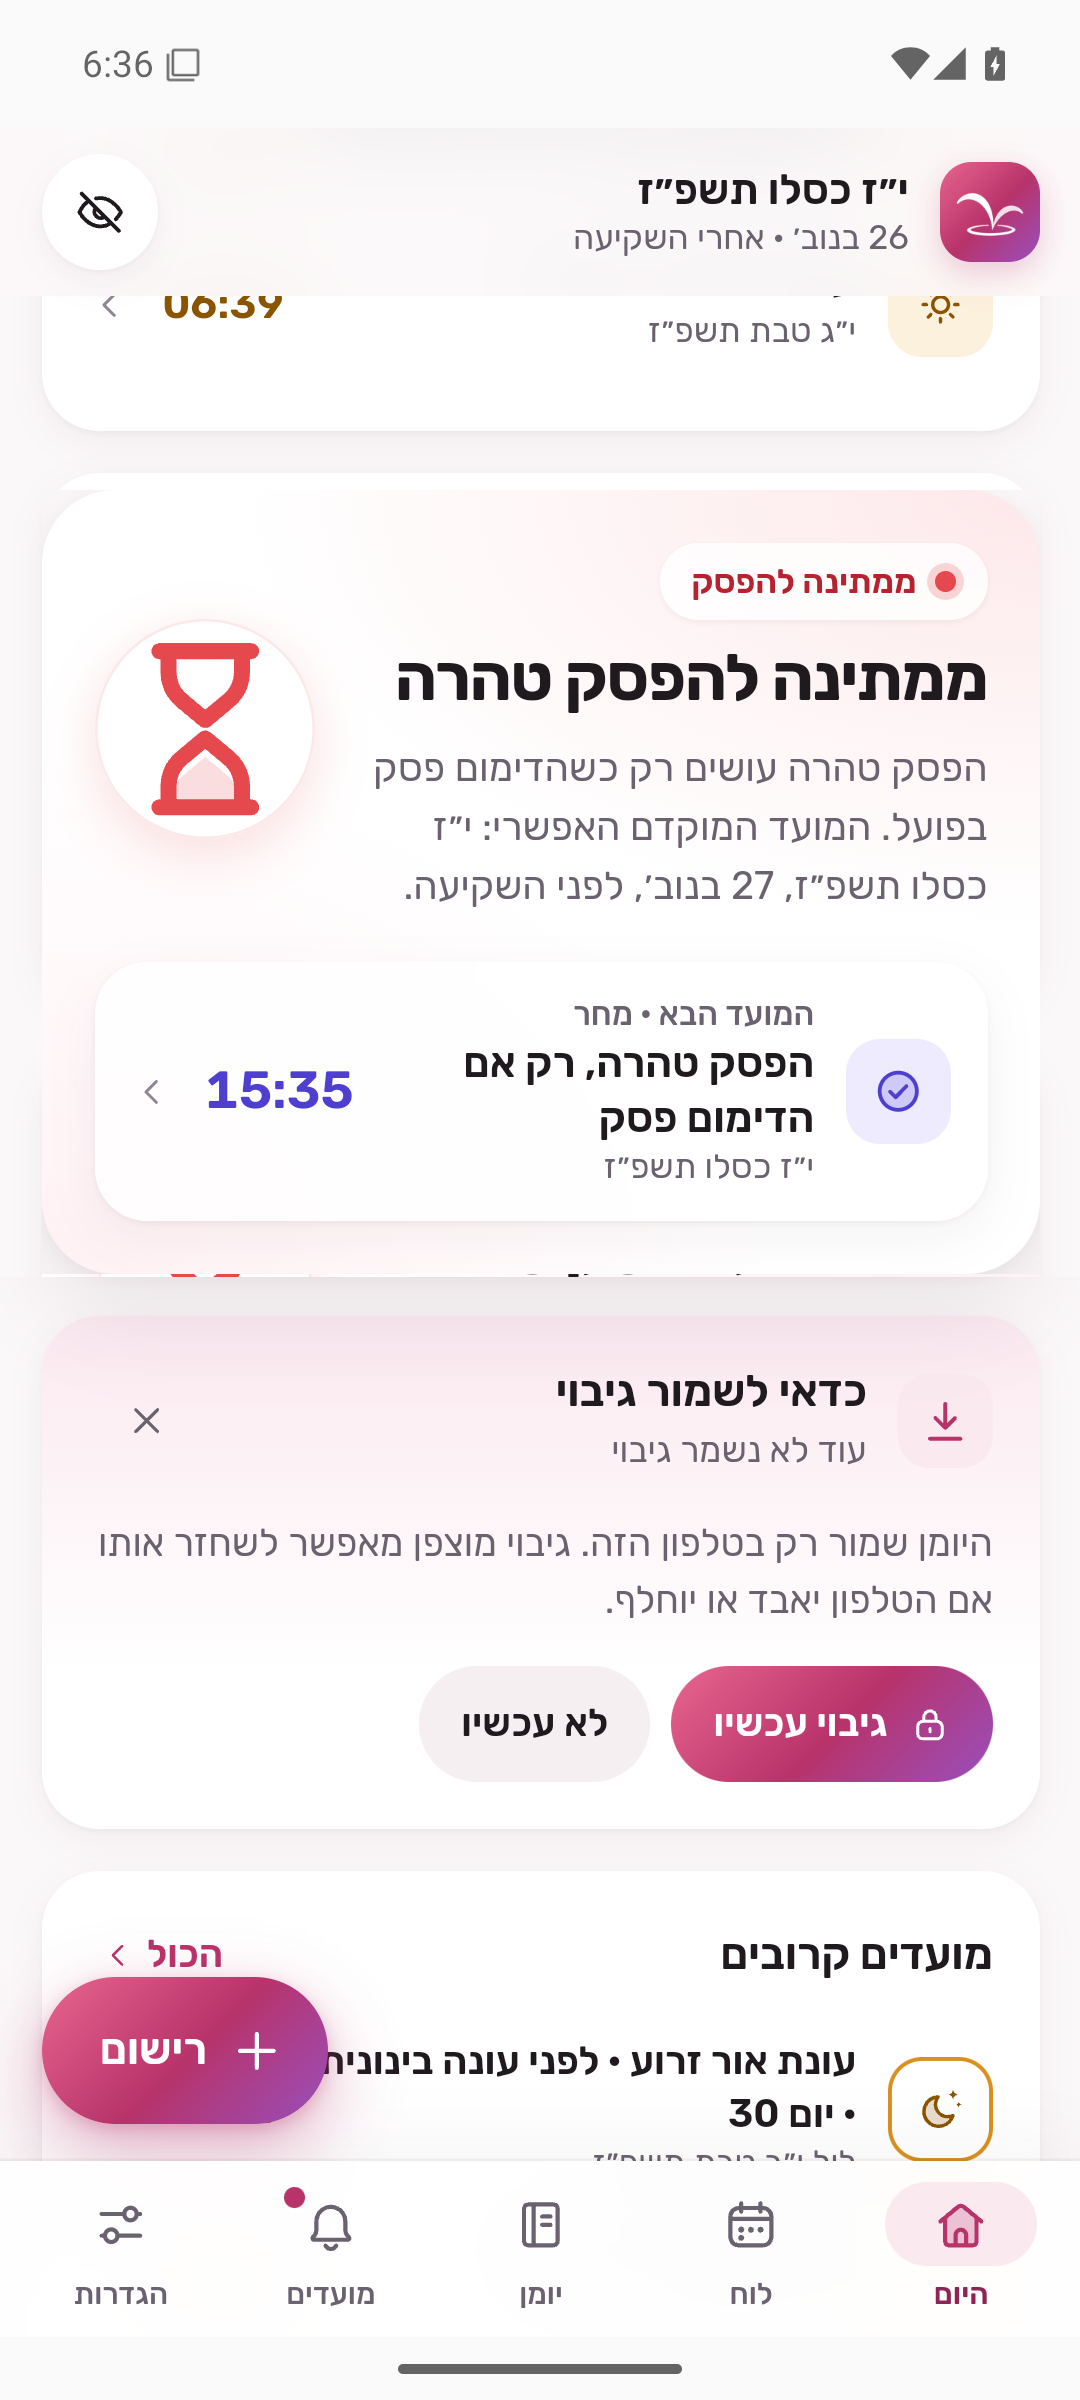 6:36
י״ז כסלו תשפ״ז
26 בנוב׳ • אחרי השקיעה
06:39
י״ג טבת תשפ״ז
ממתינה להפסק
ממתינה להפסק טהרה
הפסק טהרה עושים רק כשהדימום פסק
בפועל. המועד המוקדם האפשרי: י״ז
כסלו תשפ״ז, 27 בנוב׳, לפני השקיעה.
המועד הבא • מחר
הפסק טהרה, רק אם
הדימום פסק
15:35
י״ז כסלו תשפ״ז
כדאי לשמור גיבוי
עוד לא נשמר גיבוי
היומן שמור רק בטלפון הזה. גיבוי מוצפן מאפשר לשחזר אותו
אם הטלפון יאבד או יוחלף.
גיבוי עכשיו
לא עכשיו
מועדים קרובים
הכול
עונת אור זרוע • לפני עונה בינונית
• יום 30
רישום
היום
לוח
יומן
מועדים
הגדרות